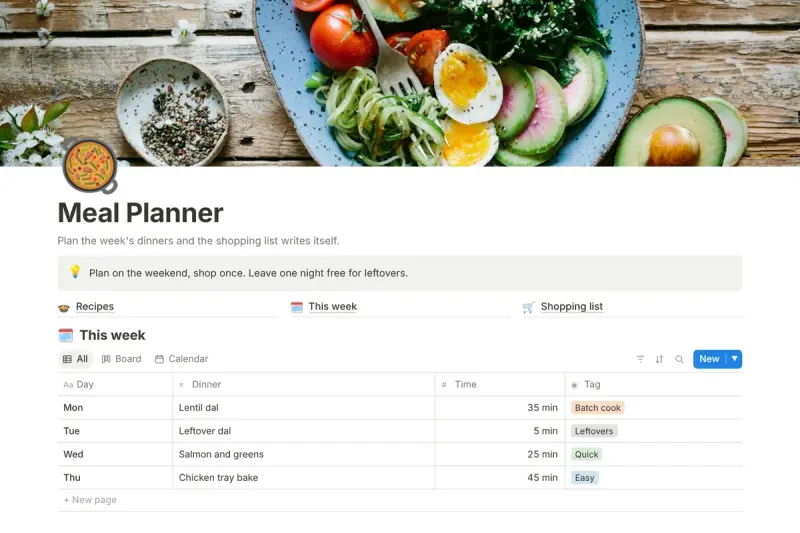 Meal Planner
Plan the week's dinners and the shopping list writes itself.
Plan on the weekend, shop once. Leave one night free for leftovers.
Recipes This week Shopping list
This week
All Board Calendar New
Aa Day = Dinner # Time Tag
Mon Lentil dal 35 min Batch cook
Tue Leftover dal 5 min Leftovers
Wed Salmon and greens 25 min Quick
Thu Chicken tray bake 45 min Easy
+ New page